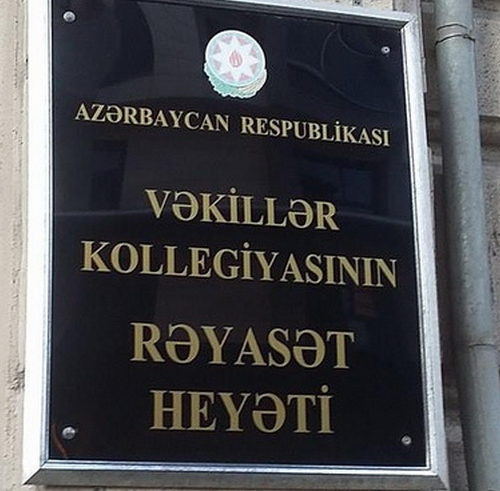 AZƏRBAYCAN RESPUBLİKASI
VƏKİLLƏR
KOLLEGİYASININ
RƏYASƏT
HEYƏTİ